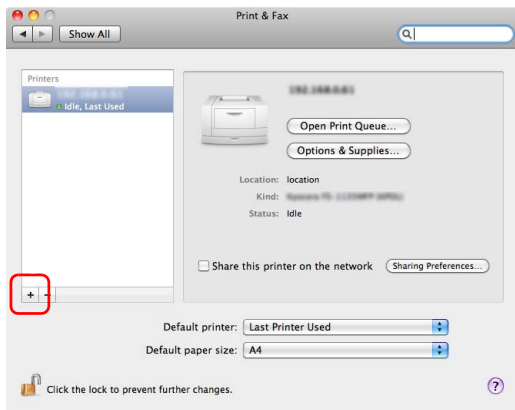 Print & Fax
Show All
Printers
Idle, Last Used
Open Print Queue...
Options & Supplies...
Location: location
Kind:
Status: Idle
Share this printer on the network
Sharing Preferences...
+ −
Default printer: Last Printer Used
Default paper size: A4
Click the lock to prevent further changes.
?